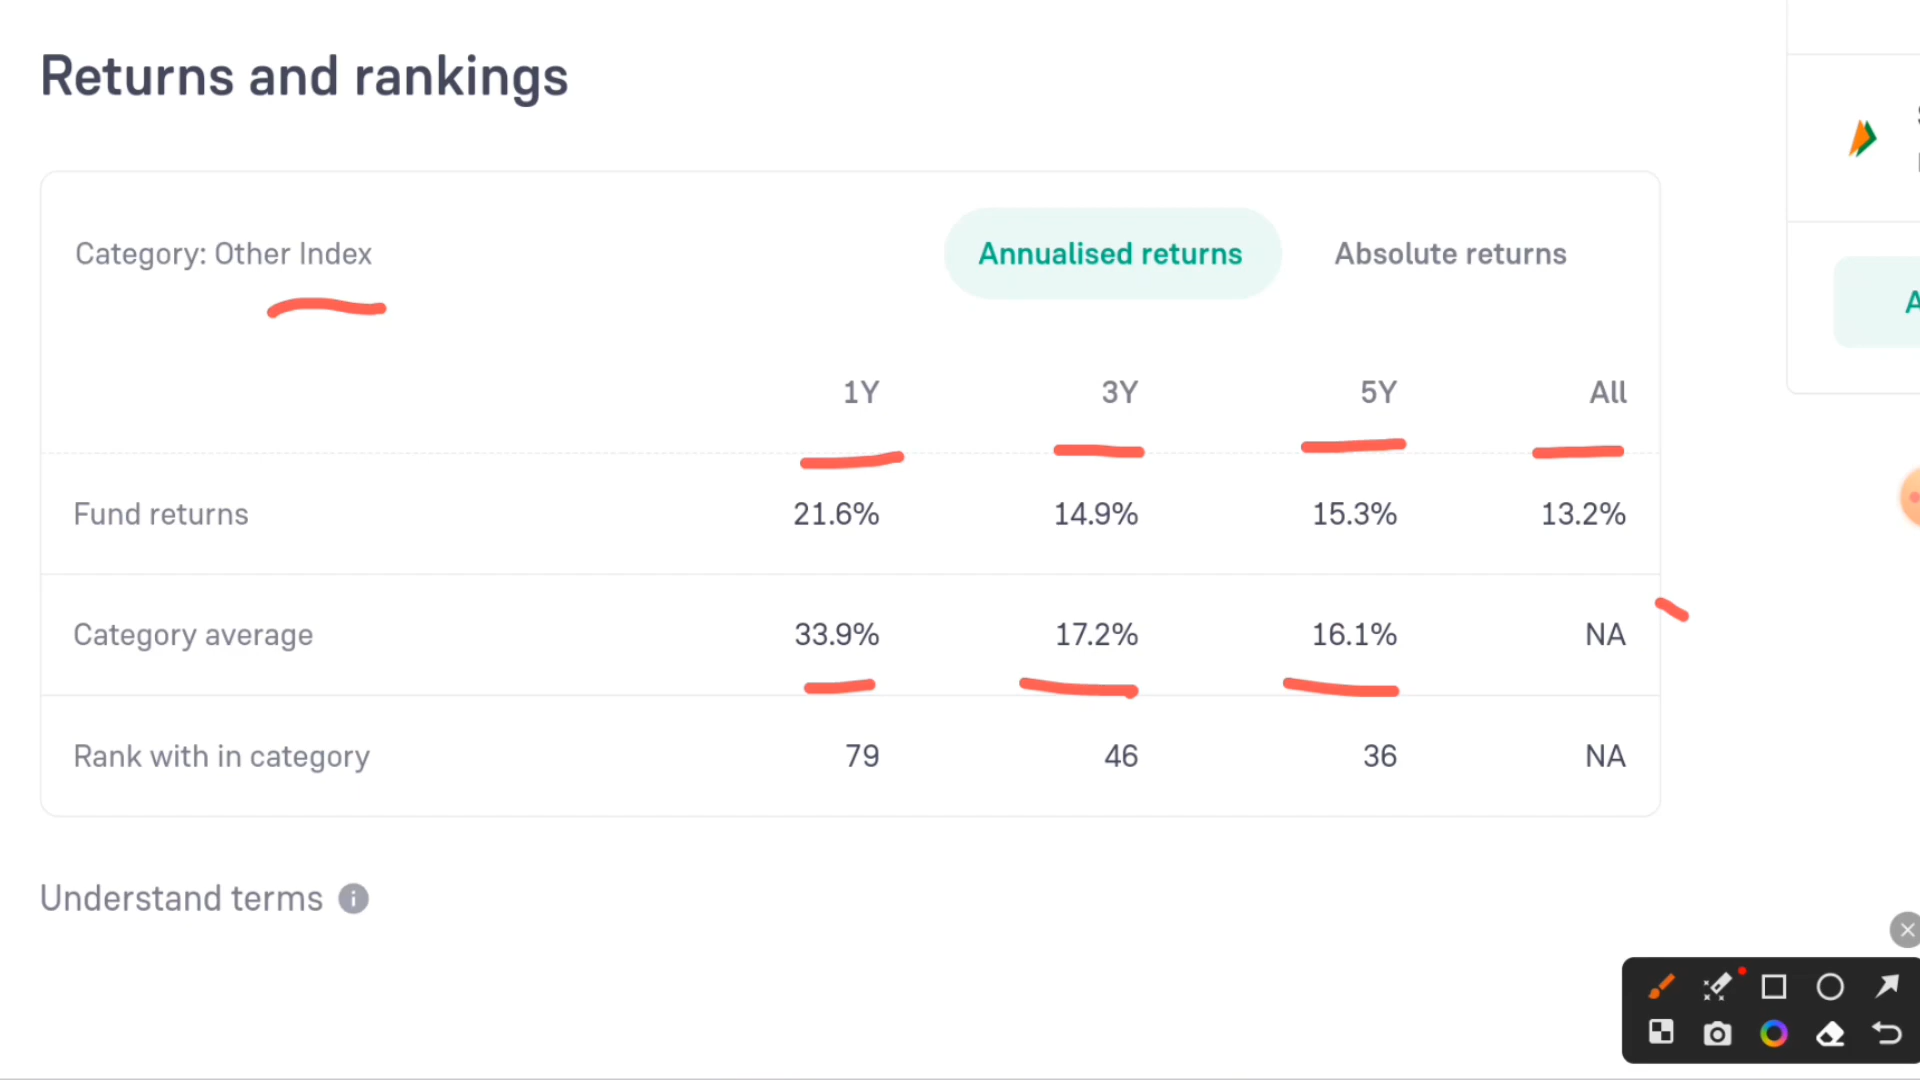 Returns and rankings
Category: Other Index
Annualised returns
Absolute returns
1Y 3Y 5Y All
Fund returns 21.6% 14.9% 15.3% 13.2%
Category average 33.9% 17.2% 16.1% NA
Rank with in category 79 46 36 NA
Understand terms